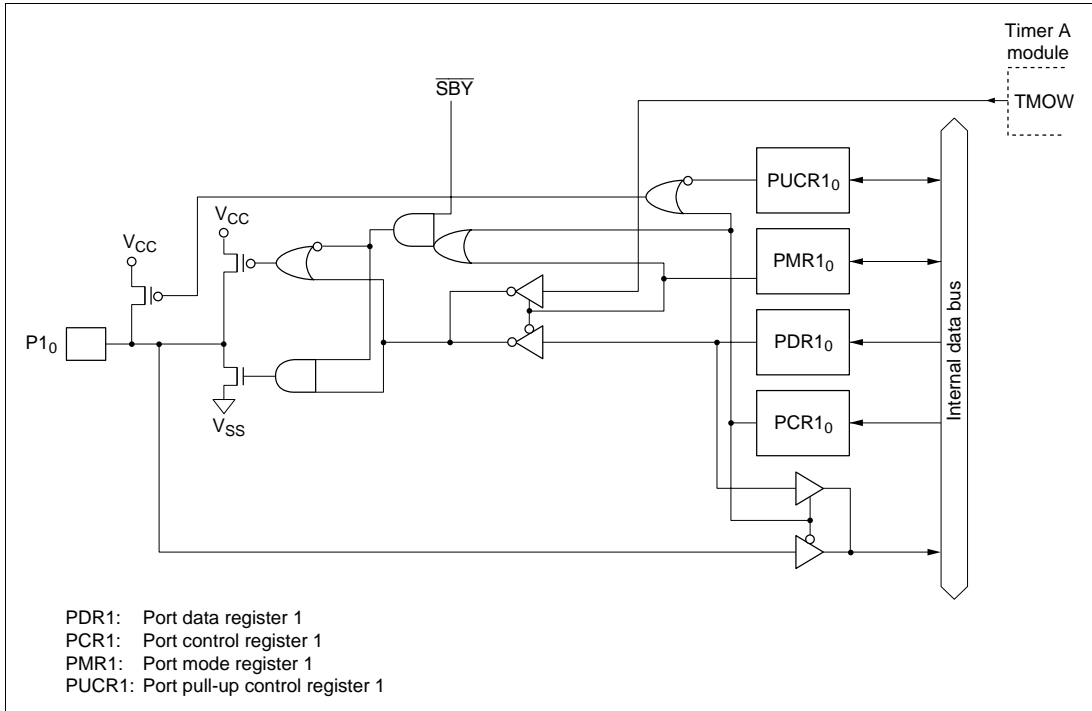 Timer A
module
TMOW
SBY
PUCR1₀
VCC
VCC
PMR1₀
P1₀
PDR1₀
VSS
PCR1₀
Internal data bus
PDR1: Port data register 1
PCR1: Port control register 1
PMR1: Port mode register 1
PUCR1: Port pull-up control register 1